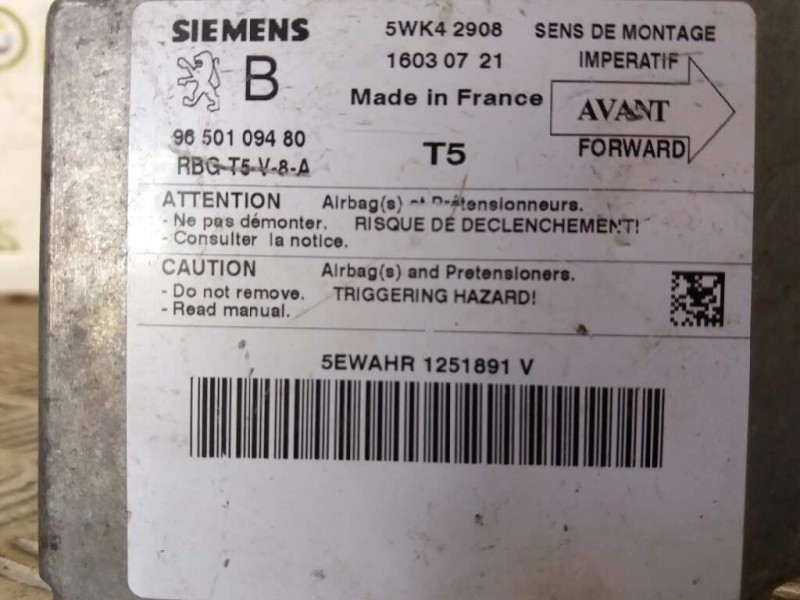 SIEMENS 5WK4 2908 SENS DE MONTAGE
B 1603 07 21 IMPERATIF
Made in France AVANT
96 501 094 80 T5 FORWARD
RBG-T5-V-8-A
ATTENTION Airbag(s) et Prétensionneurs.
- Ne pas démonter. RISQUE DE DECLENCHEMENT!
- Consulter la notice.
CAUTION Airbag(s) and Pretensioners.
- Do not remove. TRIGGERING HAZARD!
- Read manual.
5EWAHR 1251891 V